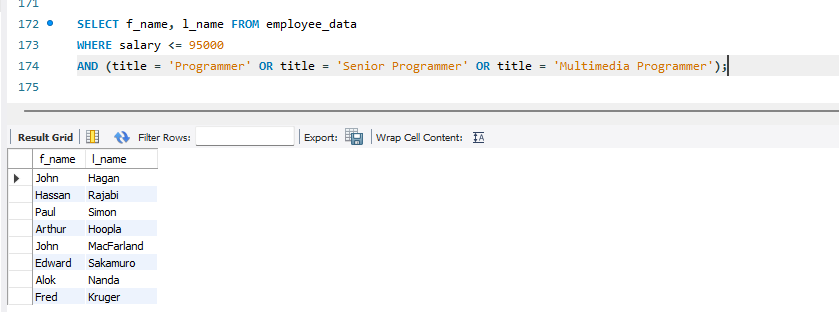 171
172 SELECT f_name, l_name FROM employee_data
173 WHERE salary <= 95000
174 AND (title = 'Programmer' OR title = 'Senior Programmer' OR title = 'Multimedia Programmer');
175
Result Grid Filter Rows: Export: Wrap Cell Content:
f_name l_name
John Hagan
Hassan Rajabi
Paul Simon
Arthur Hoopla
John MacFarland
Edward Sakamuro
Alok Nanda
Fred Kruger